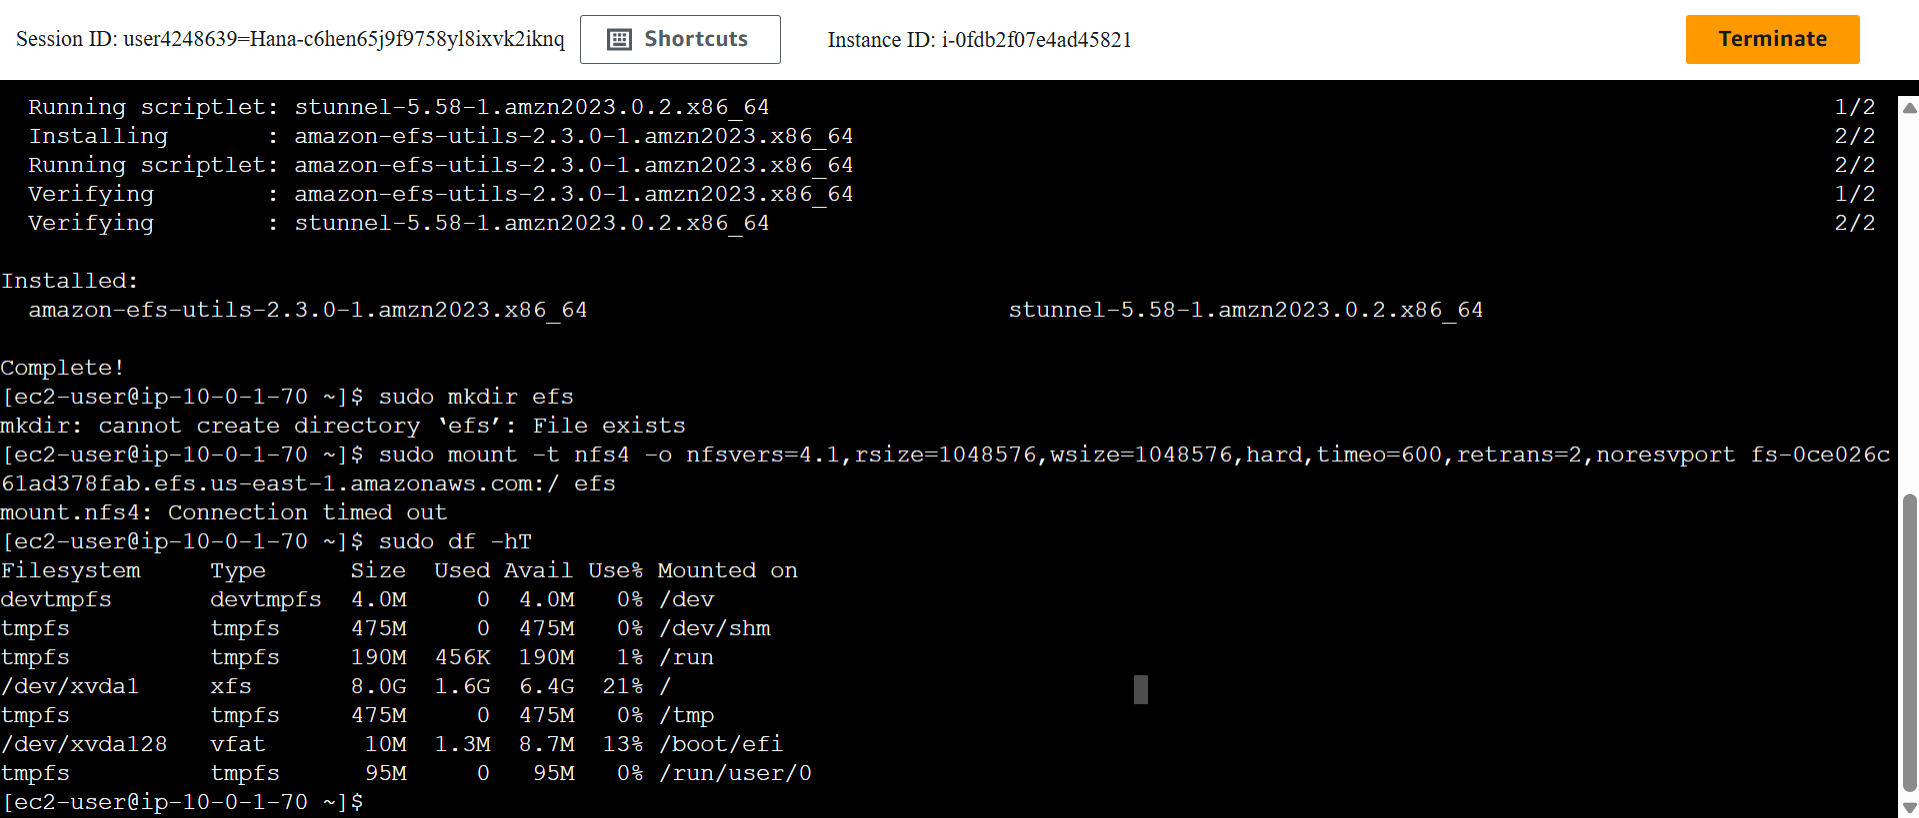 Session ID: user4248639=Hana-c6hen65j9f9758yl8ixvk2iknq Shortcuts Instance ID: i-0fdb2f07e4ad45821 Terminate
Running scriptlet: stunnel-5.58-1.amzn2023.0.2.x86_64 1/2
Installing : amazon-efs-utils-2.3.0-1.amzn2023.x86_64 2/2
Running scriptlet: amazon-efs-utils-2.3.0-1.amzn2023.x86_64 2/2
Verifying : amazon-efs-utils-2.3.0-1.amzn2023.x86_64 1/2
Verifying : stunnel-5.58-1.amzn2023.0.2.x86_64 2/2
Installed:
amazon-efs-utils-2.3.0-1.amzn2023.x86_64 stunnel-5.58-1.amzn2023.0.2.x86_64
Complete!
[ec2-user@ip-10-0-1-70 ~]$ sudo mkdir efs
mkdir: cannot create directory ‘efs’: File exists
[ec2-user@ip-10-0-1-70 ~]$ sudo mount -t nfs4 -o nfsvers=4.1,rsize=1048576,wsize=1048576,hard,timeo=600,retrans=2,noresvport fs-0ce026c
61ad378fab.efs.us-east-1.amazonaws.com:/ efs
mount.nfs4: Connection timed out
[ec2-user@ip-10-0-1-70 ~]$ sudo df -hT
Filesystem Type Size Used Avail Use% Mounted on
devtmpfs devtmpfs 4.0M 0 4.0M 0% /dev
tmpfs tmpfs 475M 0 475M 0% /dev/shm
tmpfs tmpfs 190M 456K 190M 1% /run
/dev/xvda1 xfs 8.0G 1.6G 6.4G 21% /
tmpfs tmpfs 475M 0 475M 0% /tmp
/dev/xvda128 vfat 10M 1.3M 8.7M 13% /boot/efi
tmpfs tmpfs 95M 0 95M 0% /run/user/0
[ec2-user@ip-10-0-1-70 ~]$